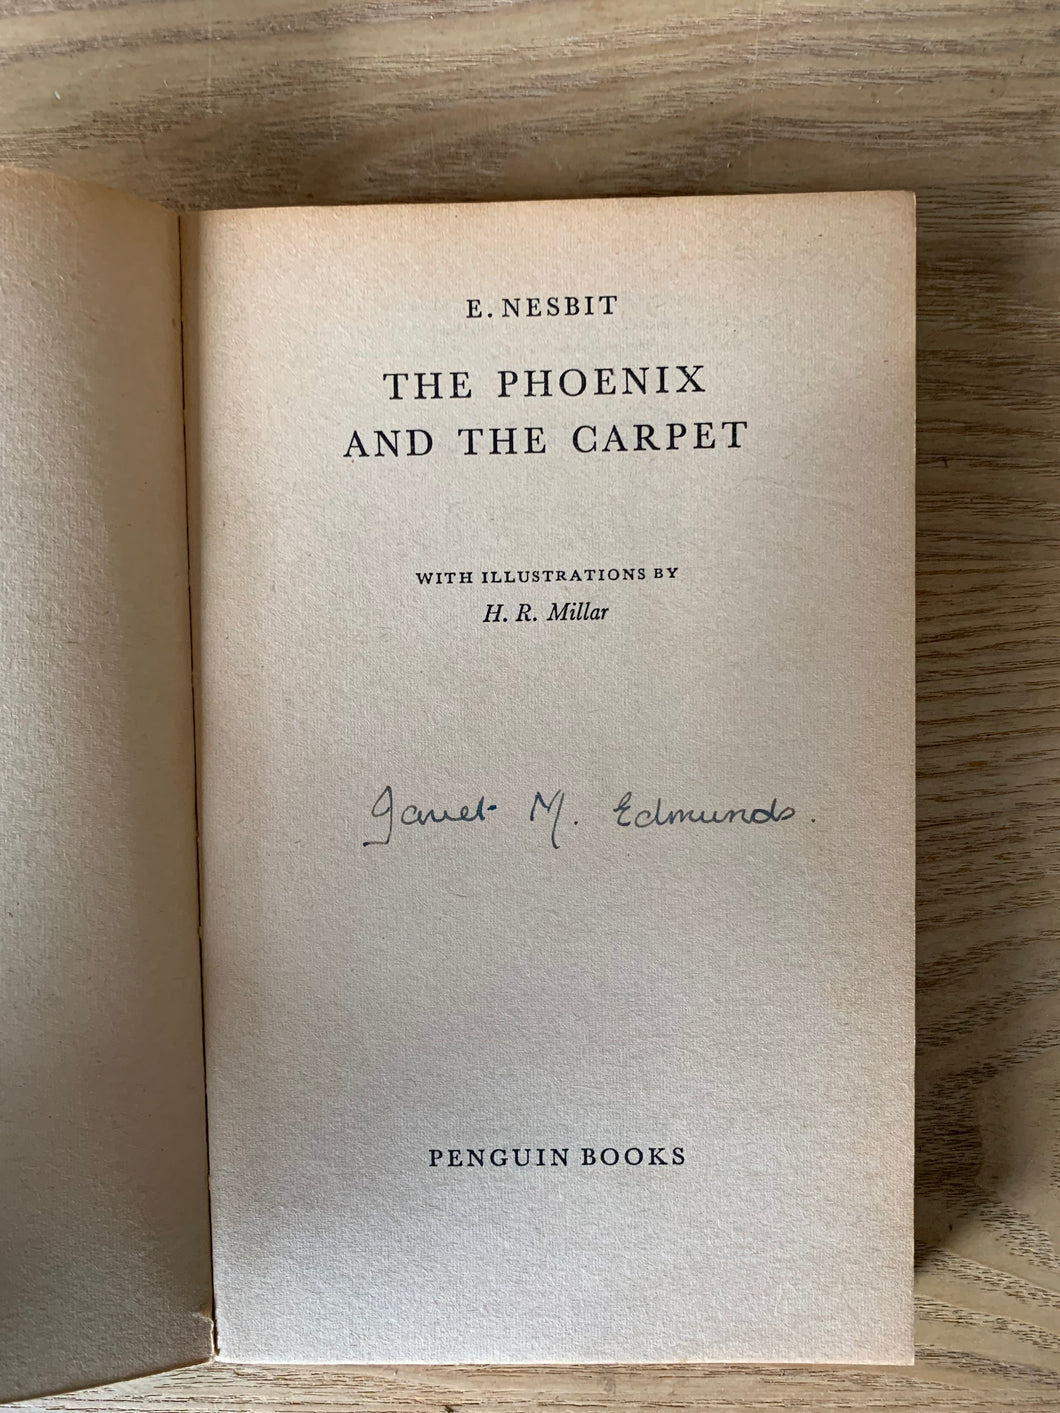 E. NESBIT
THE PHOENIX
AND THE CARPET
WITH ILLUSTRATIONS BY
H. R. Millar
Janet M. Edmunds.
PENGUIN BOOKS